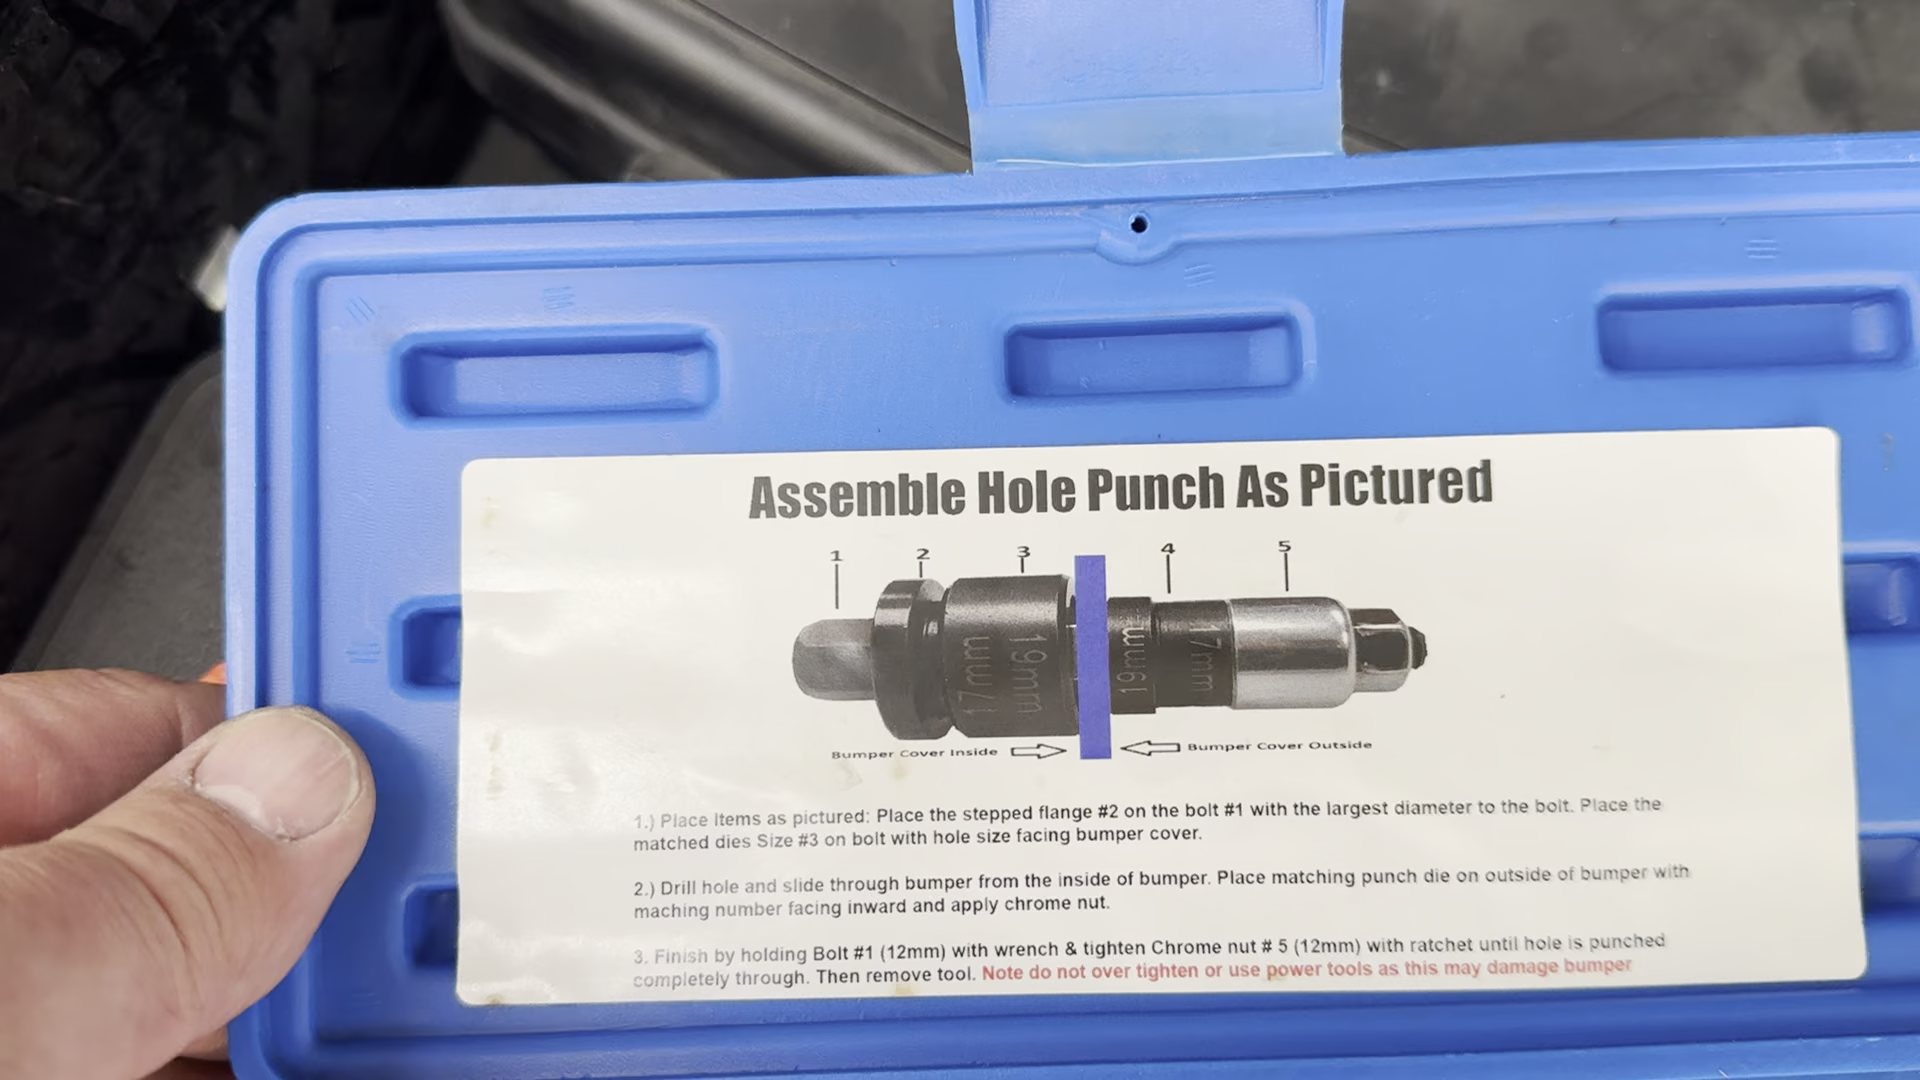 Assemble Hole Punch As Pictured
1 2 3 4 5
17mm 19mm 19mm 17mm
Bumper Cover Inside Bumper Cover Outside
1.) Place Items as pictured: Place the stepped flange #2 on the bolt #1 with the largest diameter to the bolt. Place the
matched dies Size #3 on bolt with hole size facing bumper cover.
2.) Drill hole and slide through bumper from the inside of bumper. Place matching punch die on outside of bumper with
maching number facing inward and apply chrome nut.
3. Finish by holding Bolt #1 (12mm) with wrench & tighten Chrome nut # 5 (12mm) with ratchet until hole is punched
completely through. Then remove tool. Note do not over tighten or use power tools as this may damage bumper